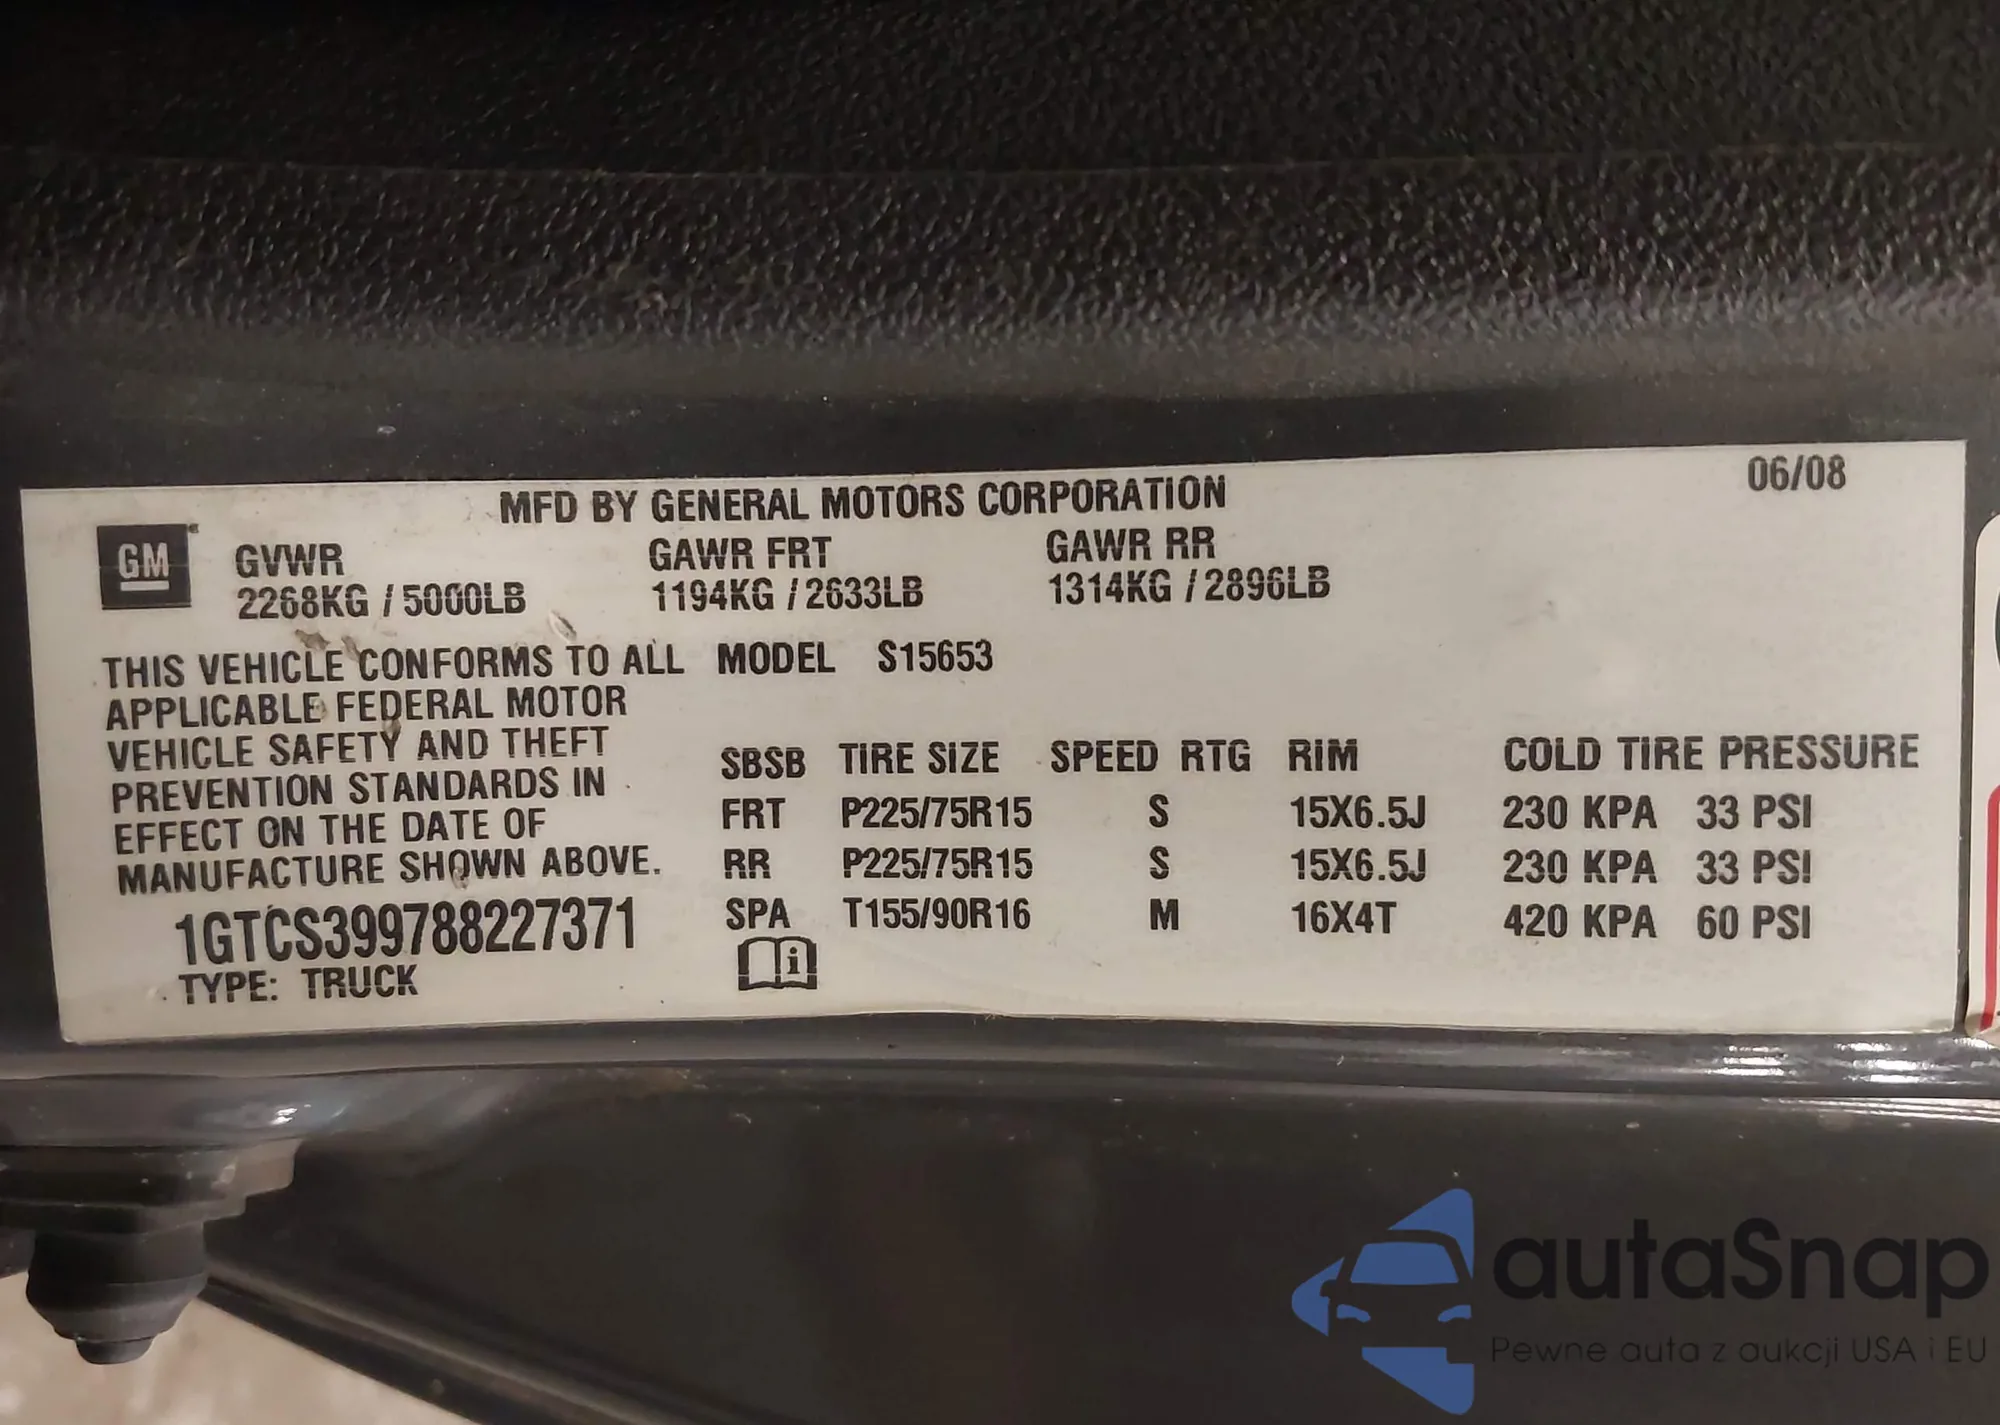 06/08
MFD BY GENERAL MOTORS CORPORATION
GM
GVWR GAWR FRT GAWR RR
2268KG / 5000LB 1194KG / 2633LB 1314KG / 2896LB
THIS VEHICLE CONFORMS TO ALL MODEL S15653
APPLICABLE FEDERAL MOTOR
VEHICLE SAFETY AND THEFT
PREVENTION STANDARDS IN
EFFECT ON THE DATE OF
MANUFACTURE SHOWN ABOVE.
1GTCS399788227371
TYPE: TRUCK
SBSB TIRE SIZE SPEED RTG RIM COLD TIRE PRESSURE
FRT P225/75R15 S 15X6.5J 230 KPA 33 PSI
RR P225/75R15 S 15X6.5J 230 KPA 33 PSI
SPA T155/90R16 M 16X4T 420 KPA 60 PSI
i
autaSnap
Pewne auta z aukcji USA i EU